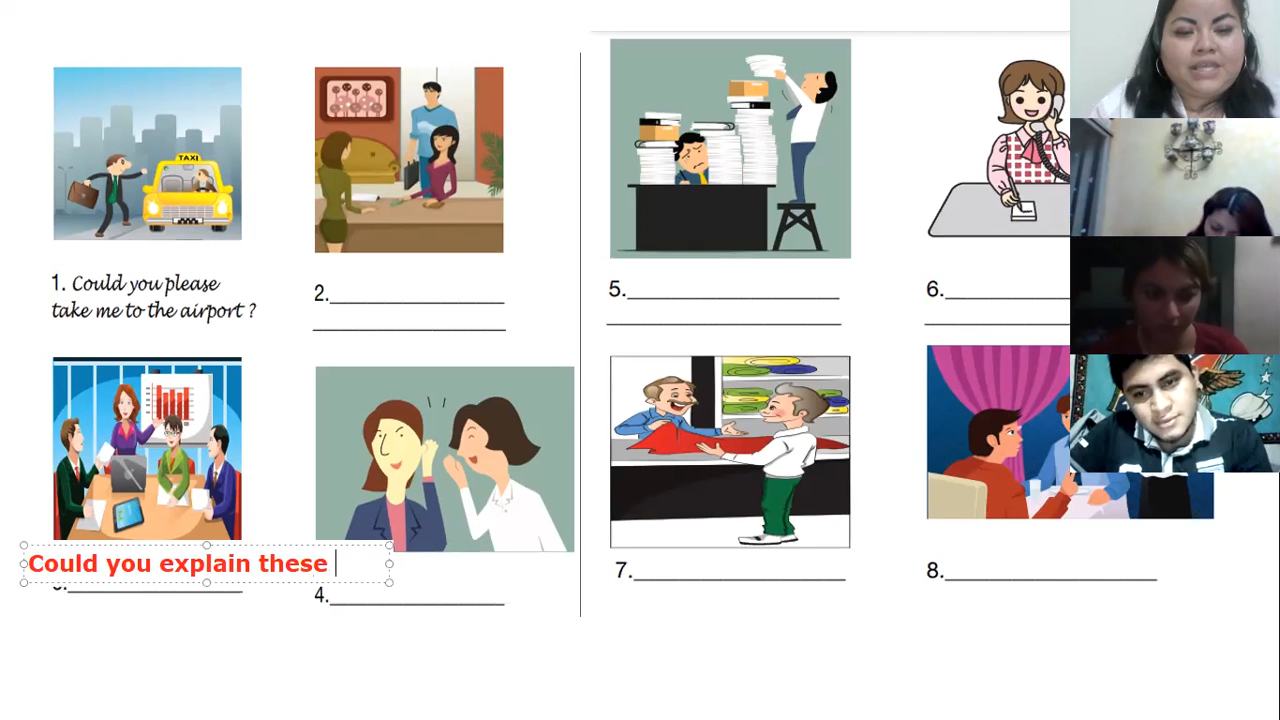 TAXI
1. Could you please
take me to the airport ?
2.
Could you explain these
4.
5.
6.
7.
8.